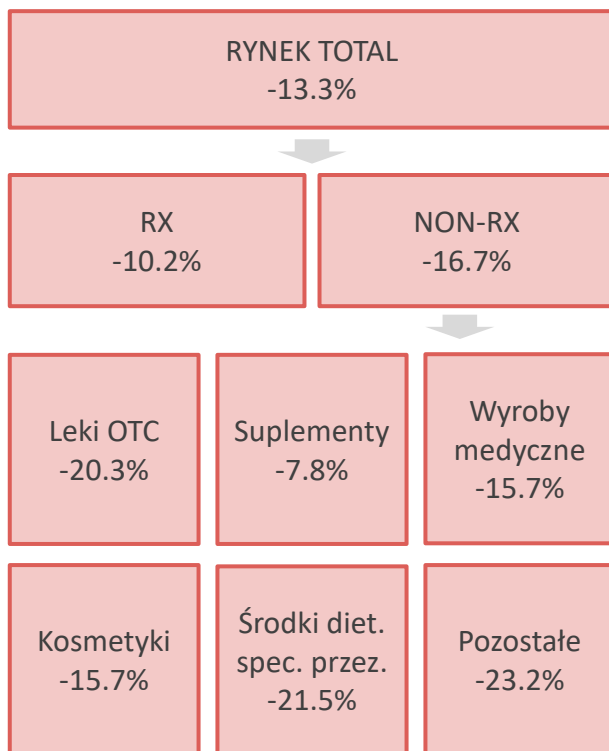 RYNEK TOTAL
-13.3%
RX
-10.2%
NON-RX
-16.7%
Leki OTC
-20.3%
Suplementy
-7.8%
Wyroby
medyczne
-15.7%
Kosmetyki
-15.7%
Środki diet.
spec. przez.
-21.5%
Pozostałe
-23.2%